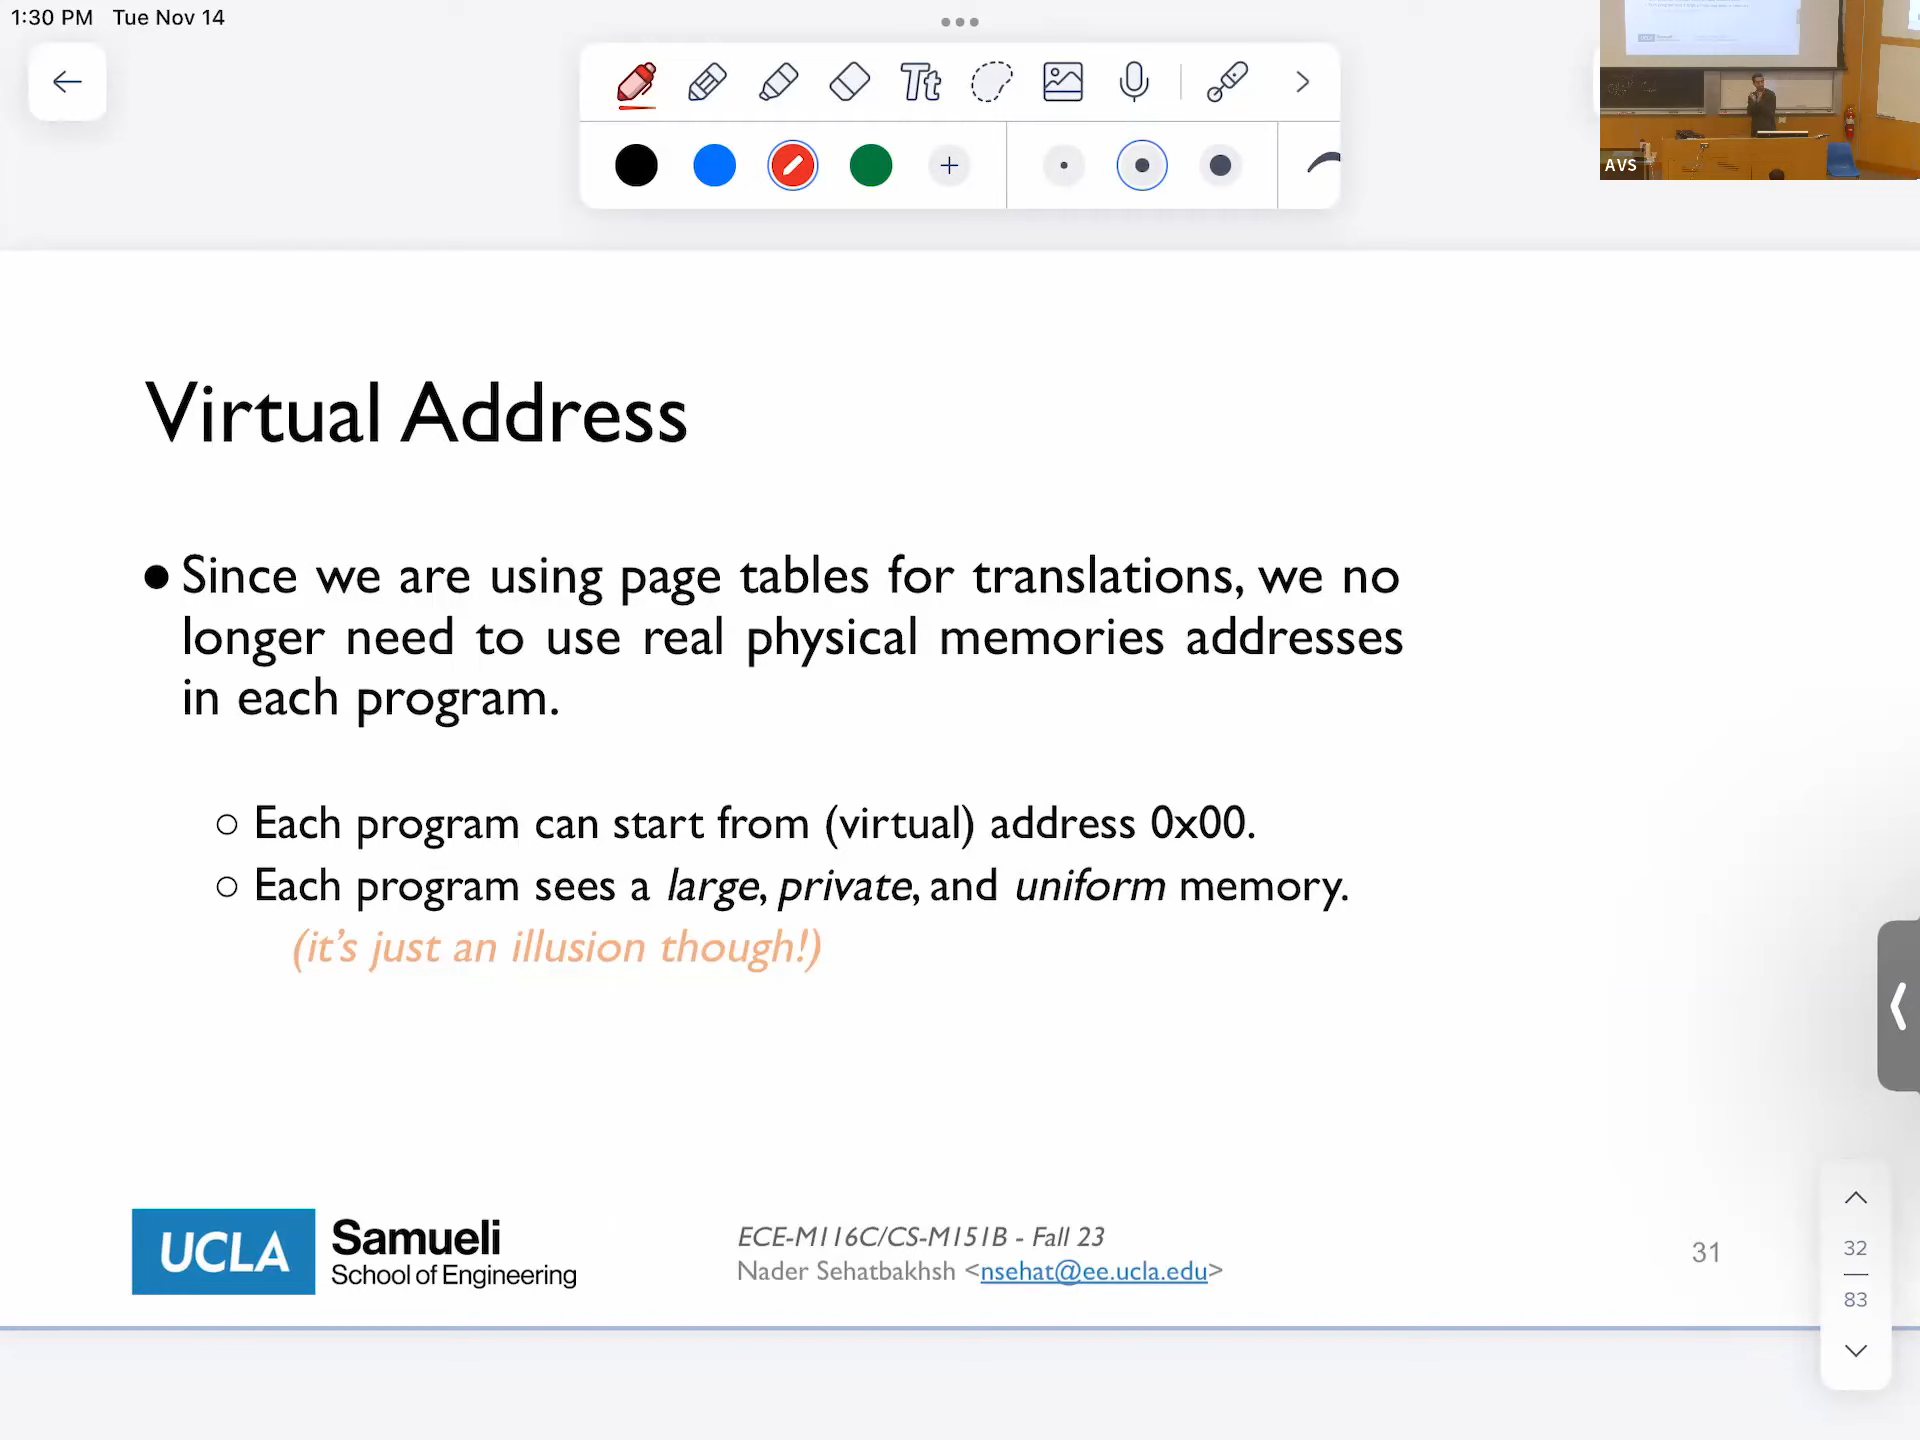 1:30 PM Tue Nov 14
Tt
AVS
Virtual Address
● Since we are using page tables for translations, we no
longer need to use real physical memories addresses
in each program.
○ Each program can start from (virtual) address 0x00.
○ Each program sees a large, private, and uniform memory.
(it's just an illusion though!)
UCLA Samueli
School of Engineering
ECE-M116C/CS-M151B - Fall 23
Nader Sehatbakhsh <nsehat@ee.ucla.edu>
31
32
83